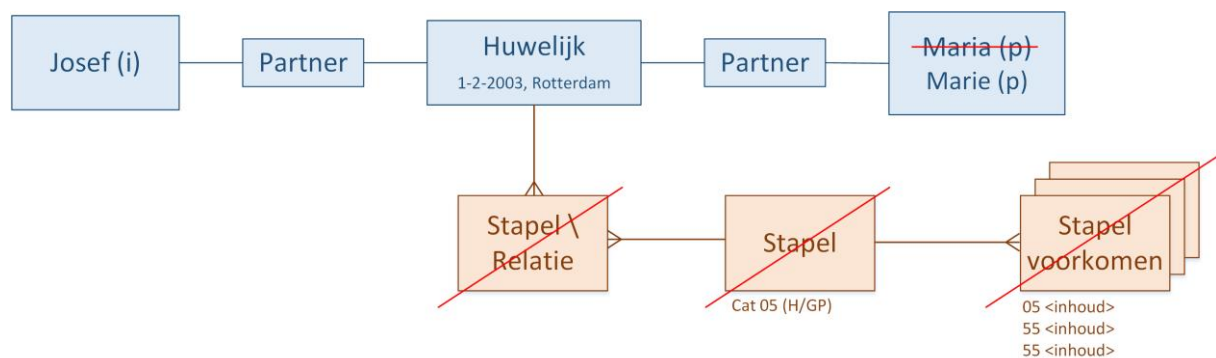 Josef (i)
Partner
Huwelijk
1-2-2003, Rotterdam
Partner
Maria (p)
Marie (p)
Stapel \
Relatie
Stapel
Cat 05 (H/GP)
Stapel
voorkomen
05 <inhoud>
55 <inhoud>
55 <inhoud>